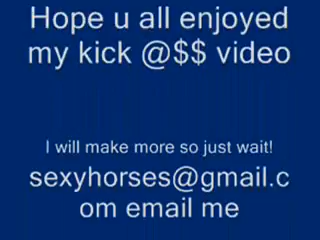 Hope u all enjoyed
my kick @$$ video
I will make more so just wait!
sexyhorses@gmail.c
om email me